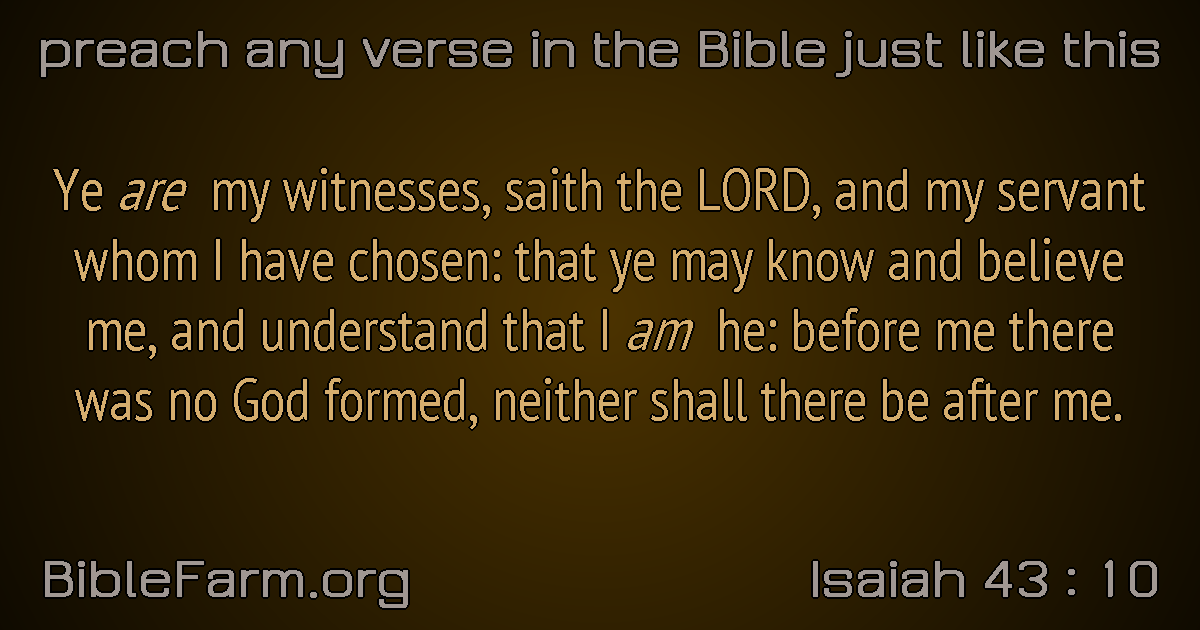 preach any verse in the Bible just like this
Ye are my witnesses, saith the LORD, and my servant
whom I have chosen: that ye may know and believe
me, and understand that I am he: before me there
was no God formed, neither shall there be after me.
BibleFarm.org
Isaiah 43 : 10